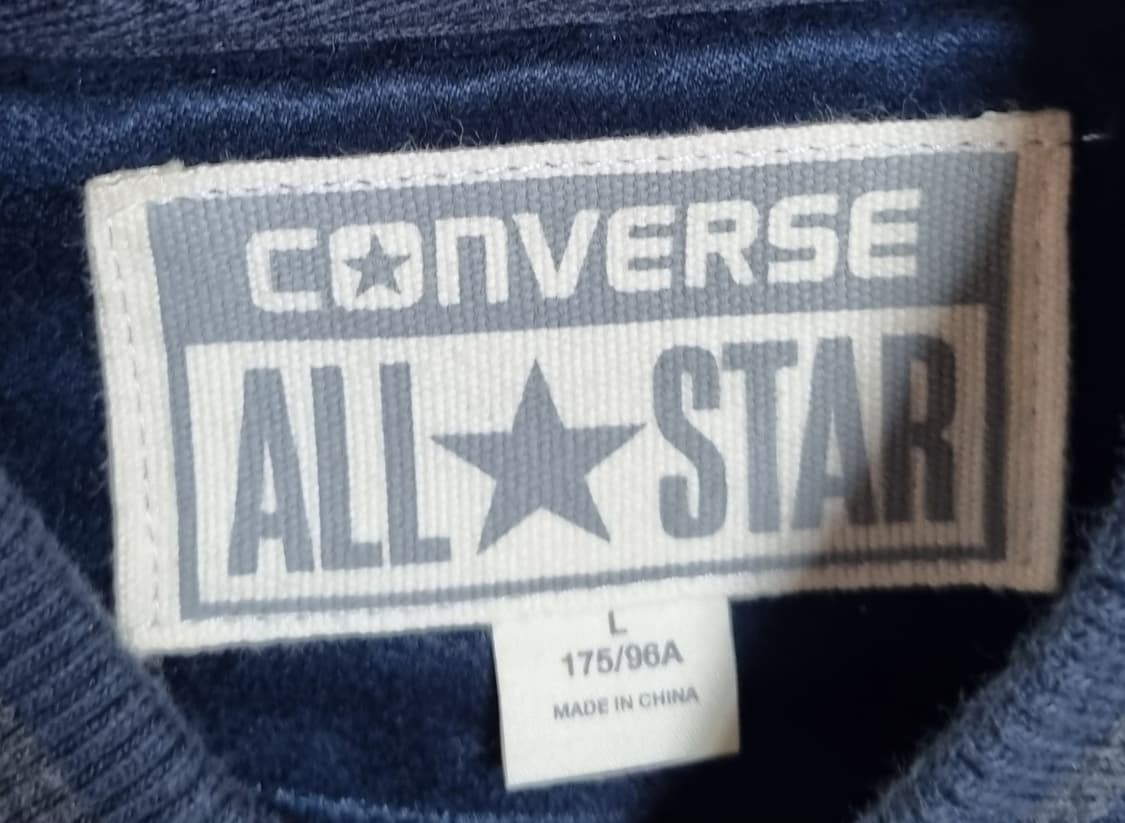 CONVERSE
ALL★STAR
L
175/96A
MADE IN CHINA